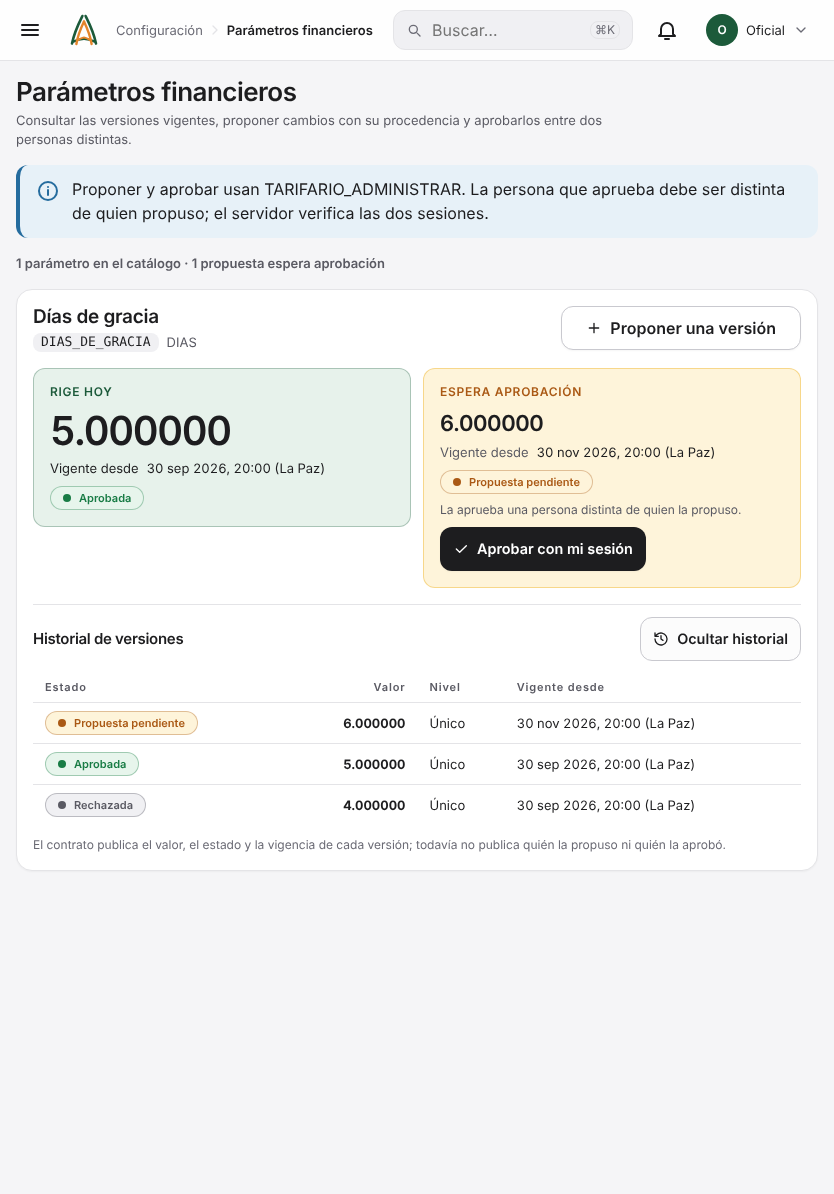 Configuración > Parámetros financieros
Buscar...
⌘K
O
Oficial
Parámetros financieros
Consultar las versiones vigentes, proponer cambios con su procedencia y aprobarlos entre dos
personas distintas.
Proponer y aprobar usan TARIFARIO_ADMINISTRAR. La persona que aprueba debe ser distinta
de quien propuso; el servidor verifica las dos sesiones.
1 parámetro en el catálogo · 1 propuesta espera aprobación
Días de gracia
DIAS_DE_GRACIA DIAS
+ Proponer una versión
RIGE HOY
5.000000
Vigente desde 30 sep 2026, 20:00 (La Paz)
Aprobada
ESPERA APROBACIÓN
6.000000
Vigente desde 30 nov 2026, 20:00 (La Paz)
Propuesta pendiente
La aprueba una persona distinta de quien la propuso.
Aprobar con mi sesión
Historial de versiones
Ocultar historial
Estado Valor Nivel Vigente desde
Propuesta pendiente 6.000000 Único 30 nov 2026, 20:00 (La Paz)
Aprobada 5.000000 Único 30 sep 2026, 20:00 (La Paz)
Rechazada 4.000000 Único 30 sep 2026, 20:00 (La Paz)
El contrato publica el valor, el estado y la vigencia de cada versión; todavía no publica quién la propuso ni quién la aprobó.